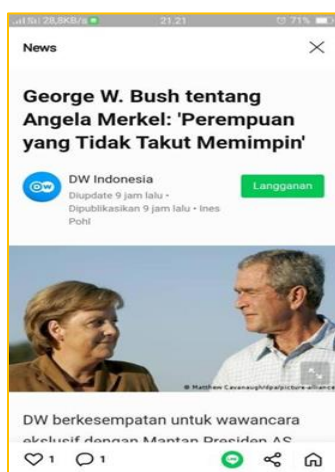 21.21
71%
News
George W. Bush tentang
Angela Merkel: 'Perempuan
yang Tidak Takut Memimpin'
DW
DW Indonesia
Langganan
Diupdate 9 jam lalu •
Dipublikasikan 9 jam lalu • Ines
Pohl
© Matthew Cavanaugh/dpa/picture-alliance
DW berkesempatan untuk wawancara
eksklusif dengan Mantan Presiden AS
1 1